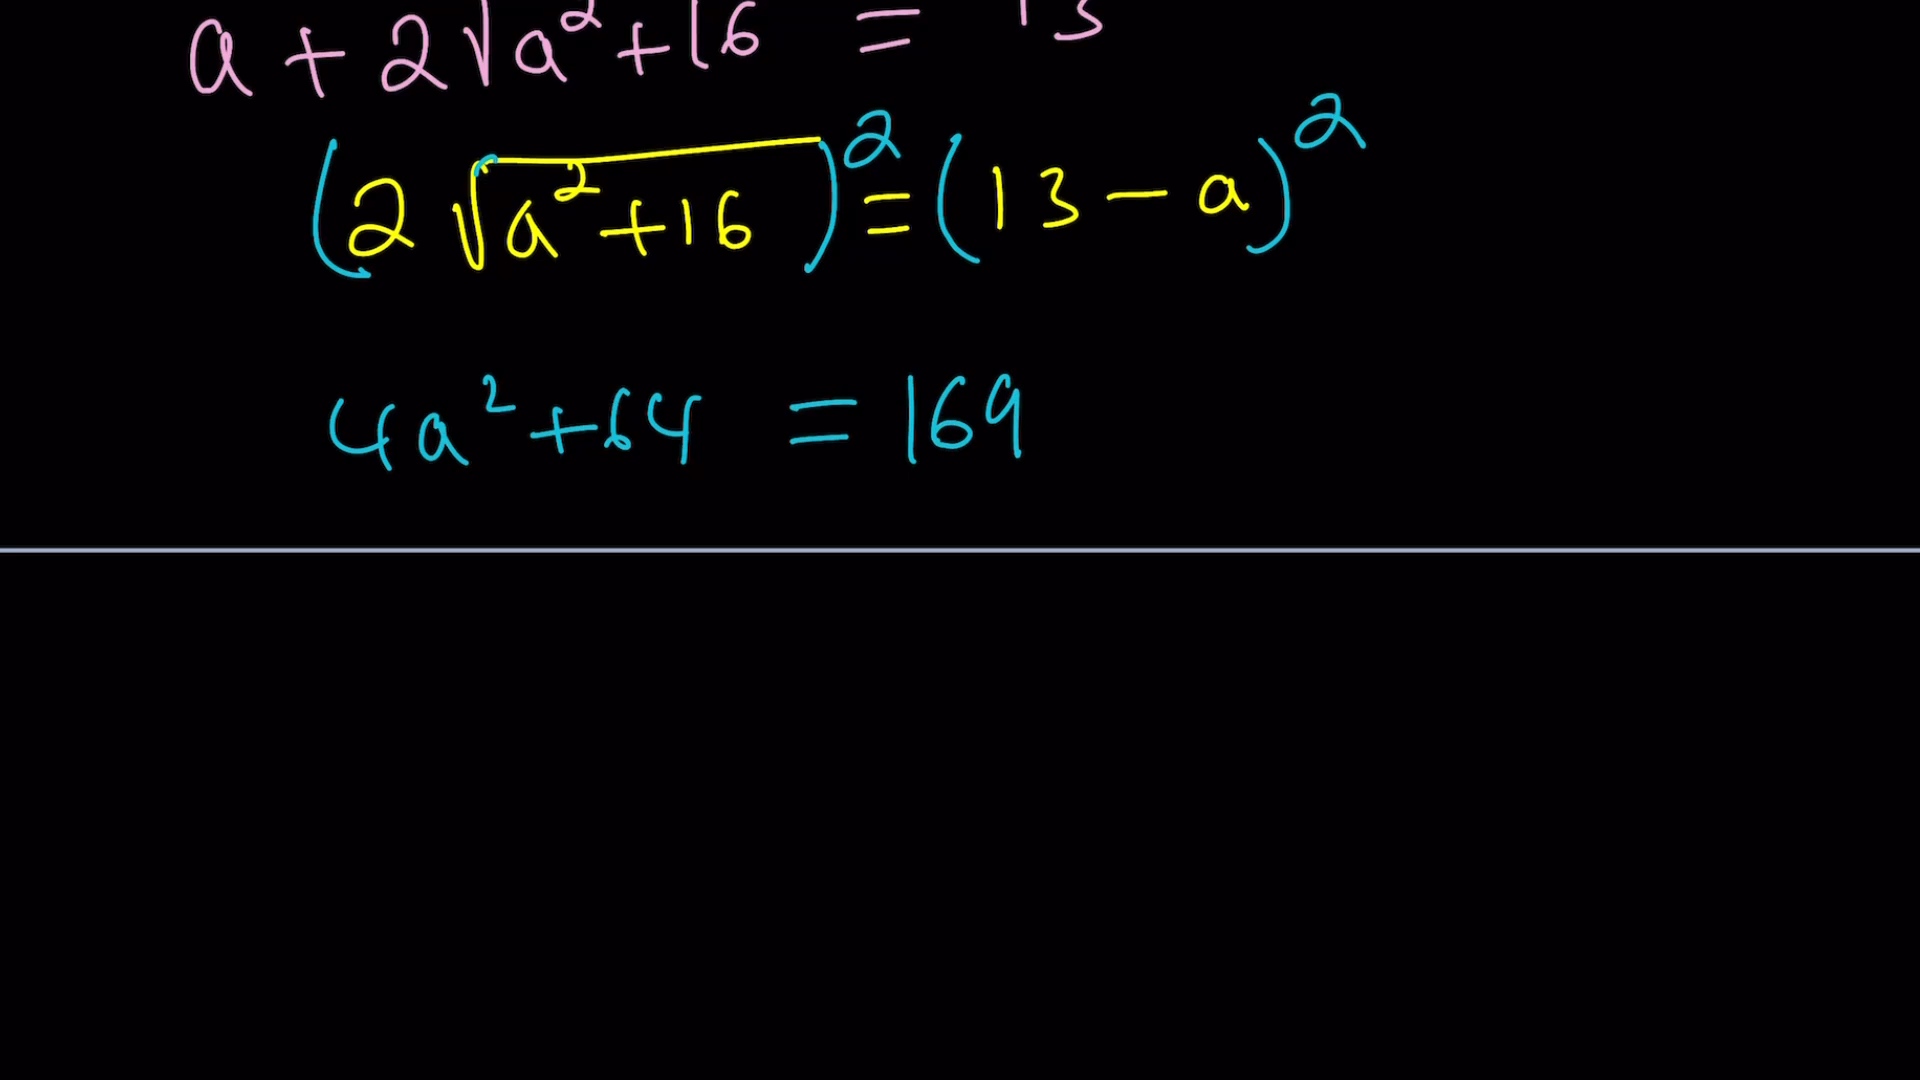 a + 2√a²+16 = 13
(2√a²+16)² = (13 - a)²
4a² + 64 = 169